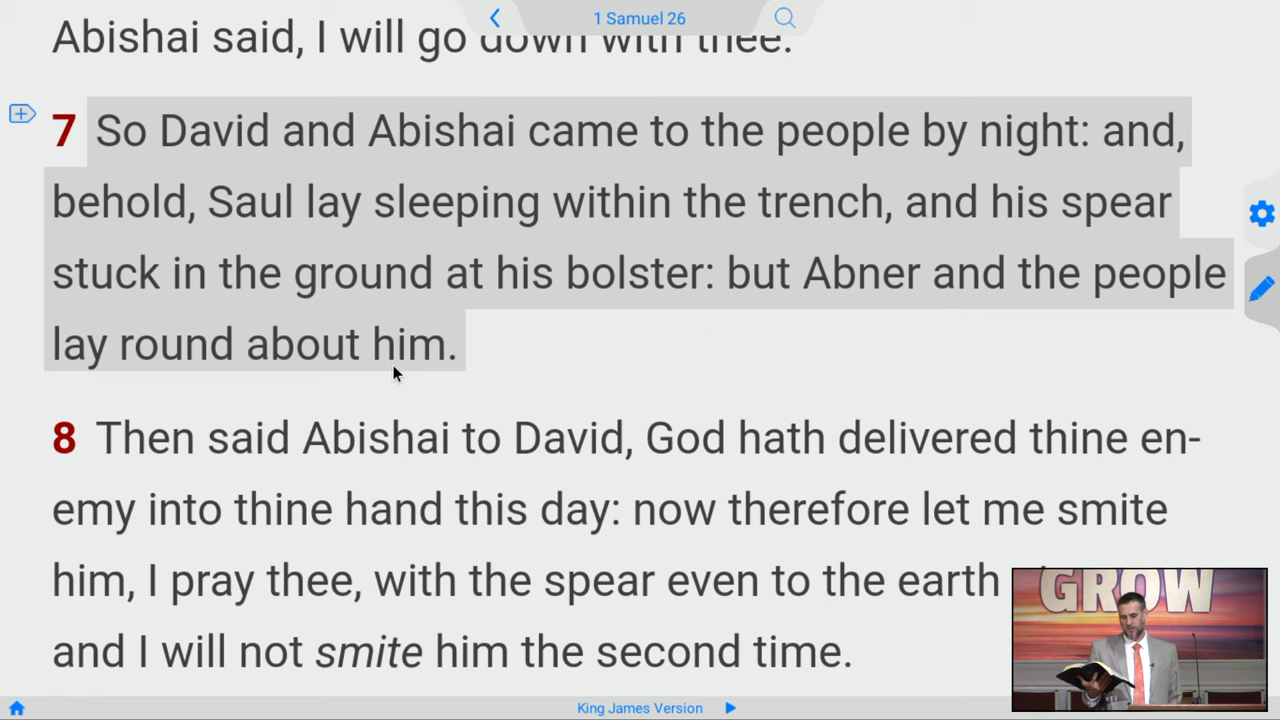 1 Samuel 26
Abishai said, I will go down with thee.
7 So David and Abishai came to the people by night: and,
behold, Saul lay sleeping within the trench, and his spear
stuck in the ground at his bolster: but Abner and the people
lay round about him.
8 Then said Abishai to David, God hath delivered thine en-
emy into thine hand this day: now therefore let me smite
him, I pray thee, with the spear even to the earth
and I will not smite him the second time.
GROW
King James Version